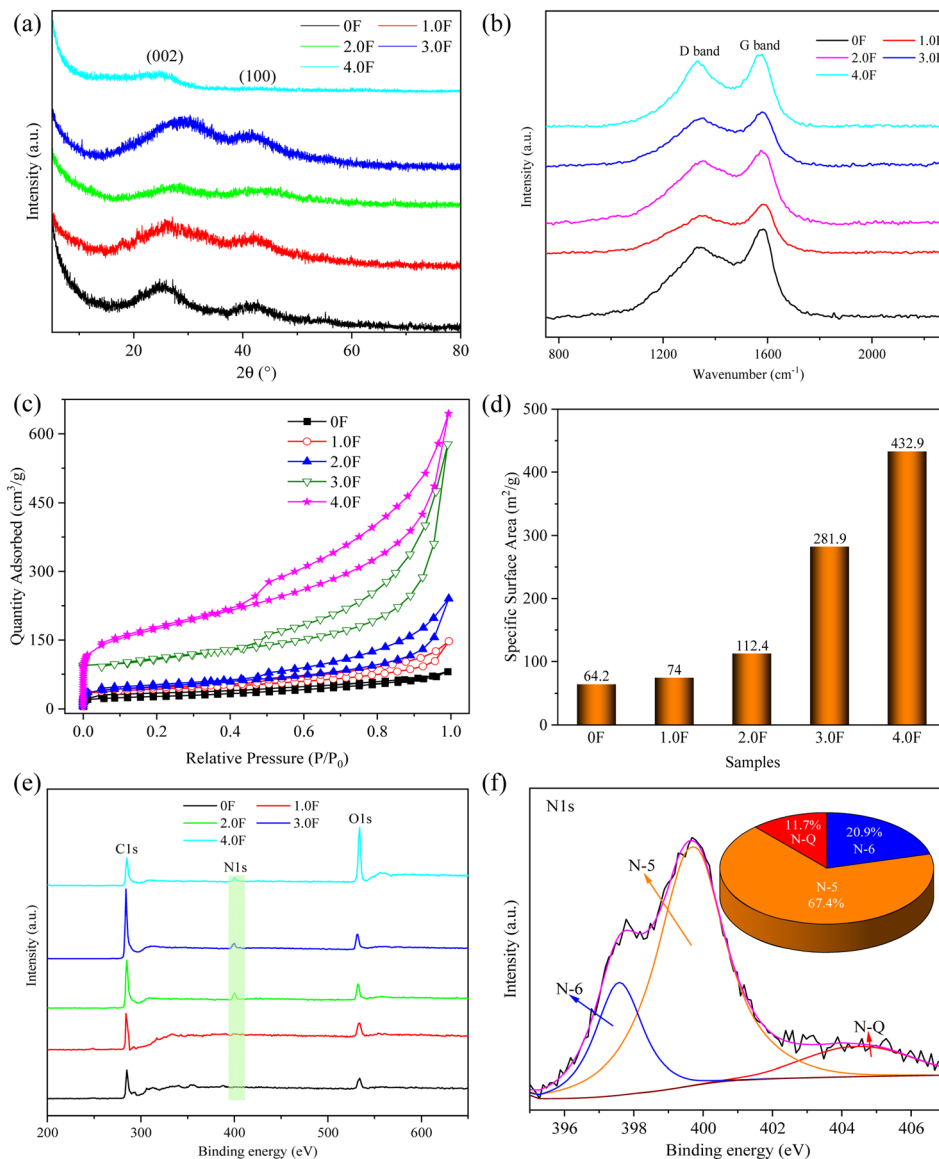 (a)
0F
1.0F
2.0F
3.0F
4.0F
(002)
(100)
Intensity (a.u.)
20
40
60
80
2θ (°)
(b)
D band
G band
0F
1.0F
2.0F
3.0F
4.0F
Intensity (a.u.)
800
1200
1600
2000
Wavenumber (cm⁻¹)
(c)
0F
1.0F
2.0F
3.0F
4.0F
Quantity Adsorbed (cm³/g)
600
450
300
150
0
0.0
0.2
0.4
0.6
0.8
1.0
Relative Pressure (P/P₀)
(d)
Specific Surface Area (m²/g)
500
400
300
200
100
0
64.2
74
112.4
281.9
432.9
0F
1.0F
2.0F
3.0F
4.0F
Samples
(e)
0F
1.0F
2.0F
3.0F
4.0F
C1s
N1s
O1s
Intensity (a.u.)
200
300
400
500
600
Binding energy (eV)
(f)
N1s
11.7%
N-Q
20.9%
N-6
N-5
67.4%
N-5
N-6
N-Q
Intensity (a.u.)
396
398
400
402
404
406
Binding energy (eV)